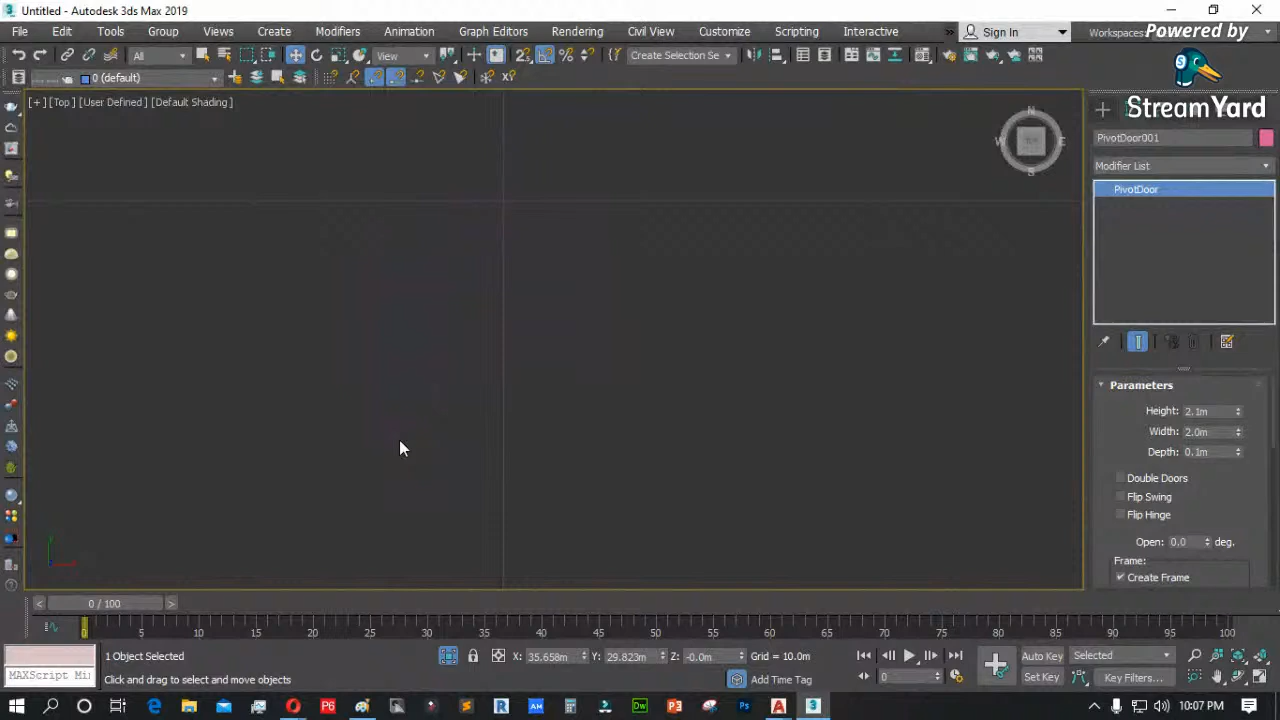 Untitled - Autodesk 3ds Max 2019
File Edit Tools Group Views Create Modifiers Animation Graph Editors Rendering Civil View Customize Scripting Interactive Sign In Workspaces:
Powered by
StreamYard
All View Create Selection Se
0 (default)
[+] [Top] [User Defined] [Default Shading]
N
W E
S
PivotDoor001
Modifier List
PivotDoor
Parameters
Height: 2.1m
Width: 2.0m
Depth: 0.1m
Double Doors
Flip Swing
Flip Hinge
Open: 0.0 deg.
Frame:
Create Frame
0 / 100
0 5 10 15 20 25 30 35 40 45 50 55 60 65 70 75 80 85 90 95 100
1 Object Selected X: 35.658m Y: 29.823m Z: -0.0m Grid = 10.0m Auto Key Selected
MAXScript Mi Click and drag to select and move objects Add Time Tag 0 Set Key Key Filters...
10:07 PM